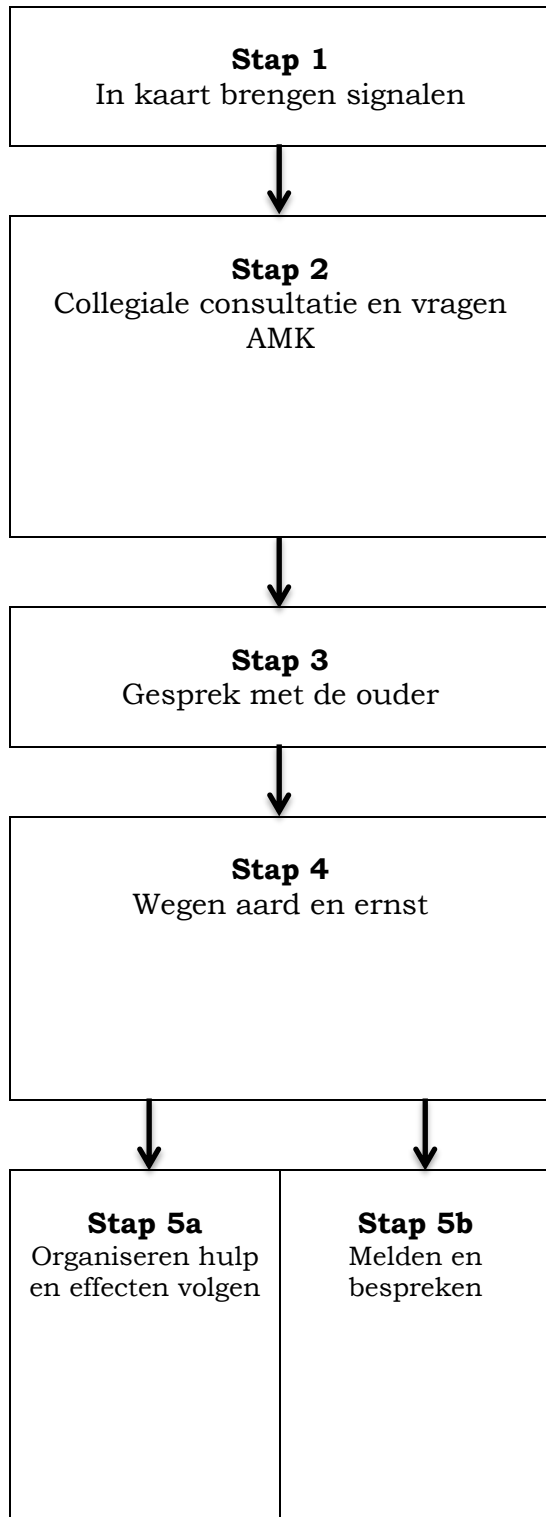 Stap 1
In kaart brengen signalen
Stap 2
Collegiale consultatie en vragen
AMK
Stap 3
Gesprek met de ouder
Stap 4
Wegen aard en ernst
Stap 5a
Organiseren hulp
en effecten volgen
Stap 5b
Melden en
bespreken